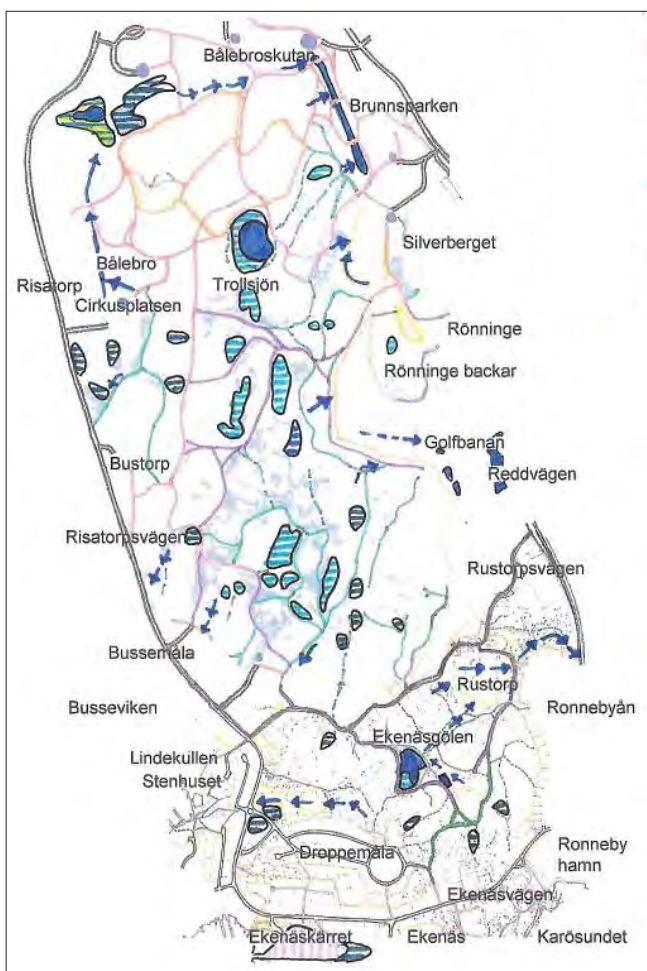 Bålebroskutan
Brunnsparken
Silverberget
Bålebro
Risatorp
Trollsjön
Cirkusplatsen
Rönninge
Rönninge backar
Golfbanan
Bustorp
Reddvägen
Risatorpsvägen
Rustorpsvägen
Bussemåla
Rustorp
Busseviken
Ronnebyån
Ekenäsgölen
Lindekullen
Stenhuset
Droppemåla
Ronneby
hamn
Ekenäsvägen
Ekenäskärret
Ekenäs
Karösundet